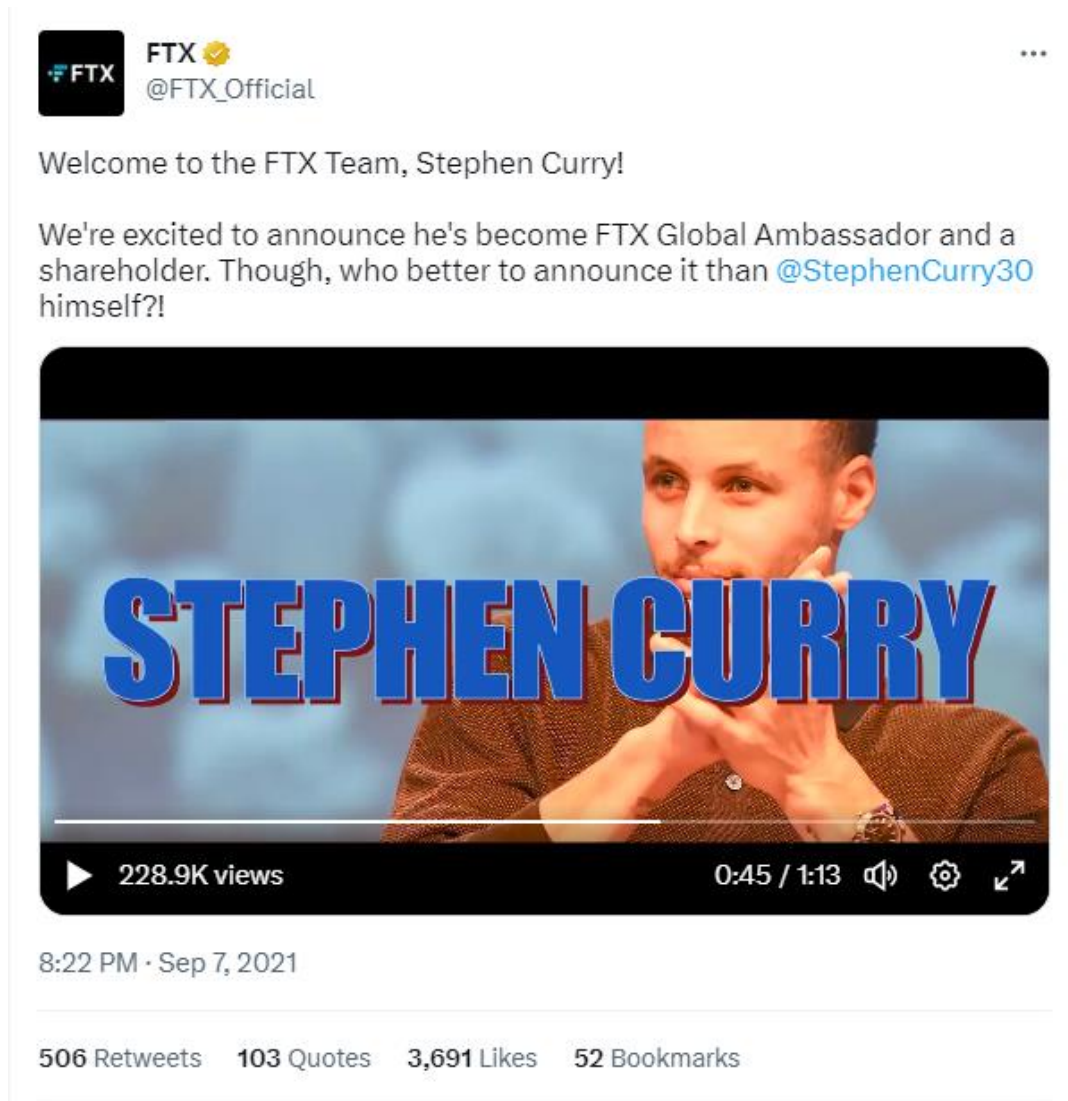 FTX
FTX
@FTX_Official
Welcome to the FTX Team, Stephen Curry!
We're excited to announce he's become FTX Global Ambassador and a
shareholder. Though, who better to announce it than @StephenCurry30
himself?!
STEPHEN CURRY
228.9K views
0:45 / 1:13
8:22 PM · Sep 7, 2021
506 Retweets 103 Quotes 3,691 Likes 52 Bookmarks